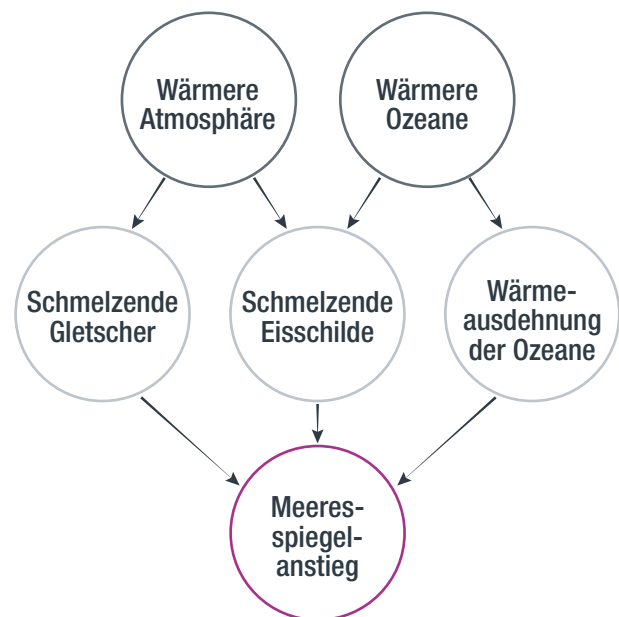 Wärmere
Atmosphäre
Wärmere
Ozeane
Schmelzende
Gletscher
Schmelzende
Eisschilde
Wärme-
ausdehnung
der Ozeane
Meeres-
spiegel-
anstieg